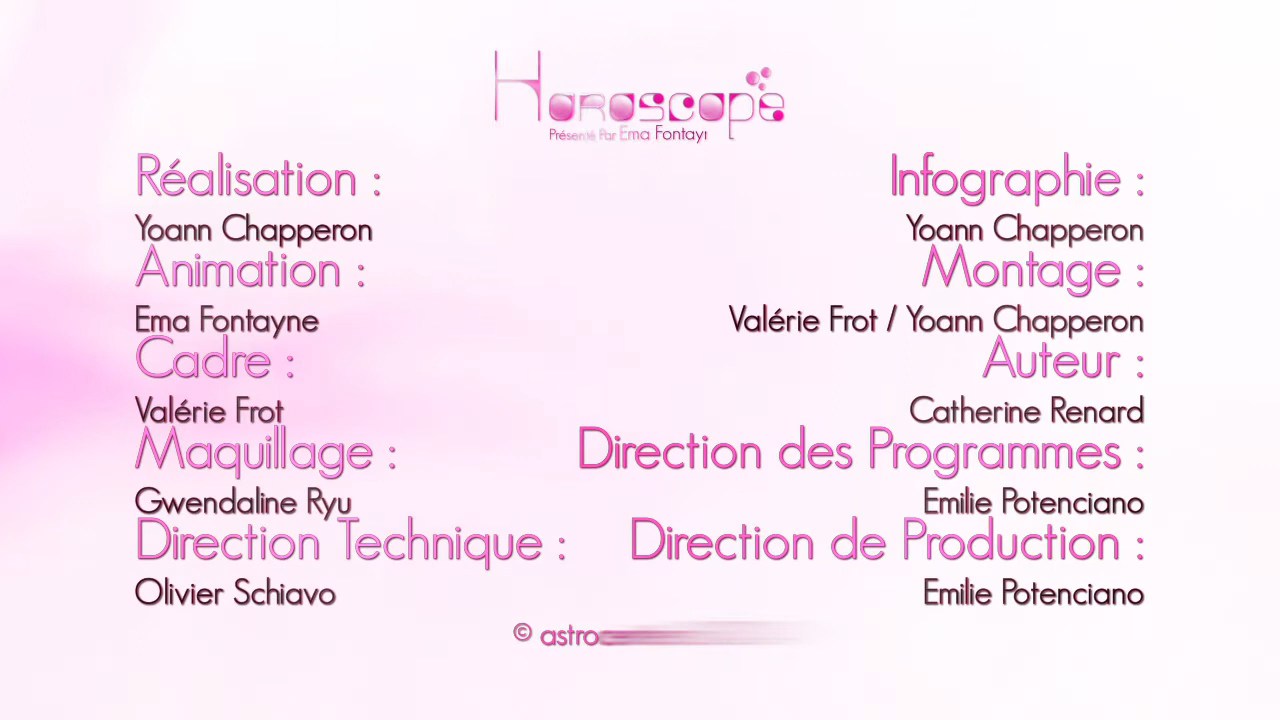 Horoscope
Présenté Par Ema Fontayn
Réalisation :
Yoann Chapperon
Animation :
Ema Fontayne
Cadre :
Valérie Frot
Maquillage :
Gwendaline Ryu
Direction Technique :
Olivier Schiavo
Infographie :
Yoann Chapperon
Montage :
Valérie Frot / Yoann Chapperon
Auteur :
Catherine Renard
Direction des Programmes :
Emilie Potenciano
Direction de Production :
Emilie Potenciano
© astro